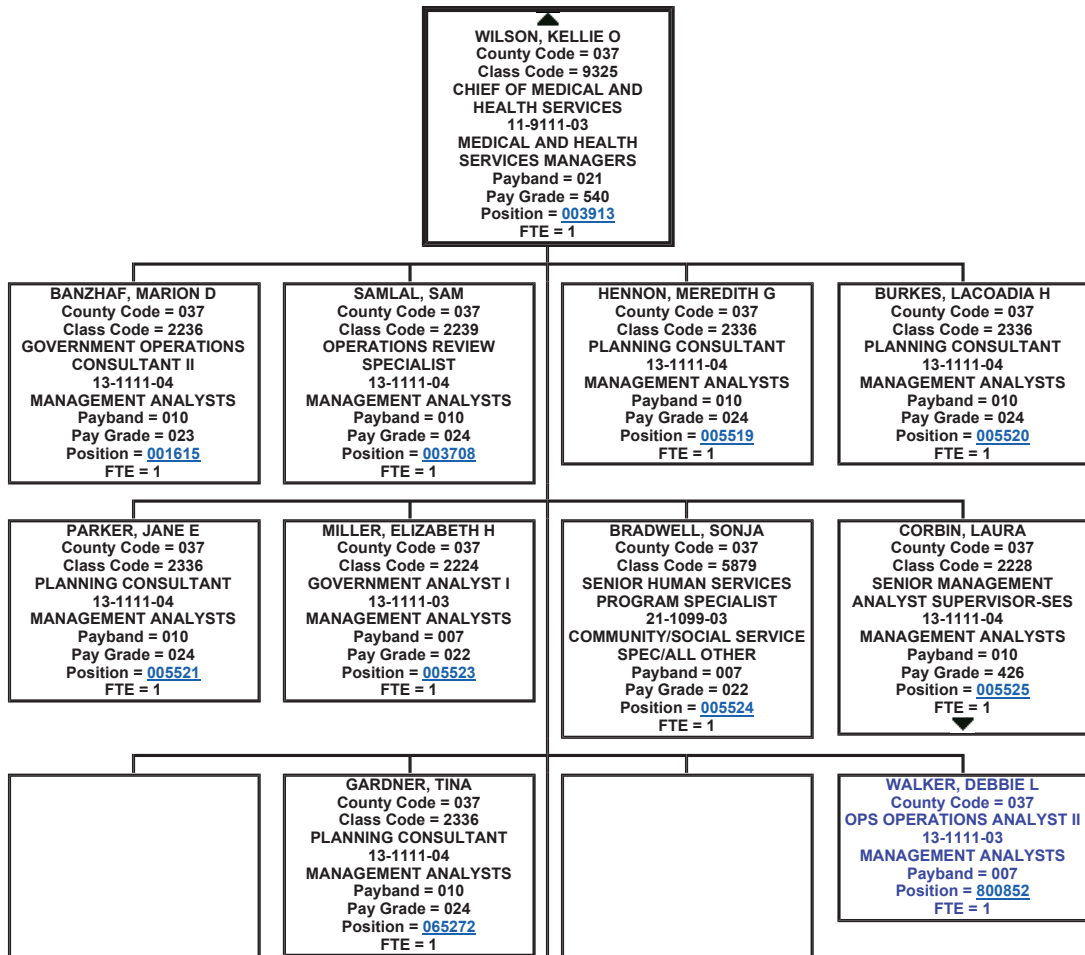 WILSON, KELLIE O
County Code = 037
Class Code = 9325
CHIEF OF MEDICAL AND
HEALTH SERVICES
11-9111-03
MEDICAL AND HEALTH
SERVICES MANAGERS
Payband = 021
Pay Grade = 540
Position = 003913
FTE = 1
BANZHAF, MARION D
County Code = 037
Class Code = 2236
GOVERNMENT OPERATIONS
CONSULTANT II
13-1111-04
MANAGEMENT ANALYSTS
Payband = 010
Pay Grade = 023
Position = 001615
FTE = 1
SAMLAL, SAM
County Code = 037
Class Code = 2239
OPERATIONS REVIEW
SPECIALIST
13-1111-04
MANAGEMENT ANALYSTS
Payband = 010
Pay Grade = 024
Position = 003708
FTE = 1
HENNON, MEREDITH G
County Code = 037
Class Code = 2336
PLANNING CONSULTANT
13-1111-04
MANAGEMENT ANALYSTS
Payband = 010
Pay Grade = 024
Position = 005519
FTE = 1
BURKES, LACOADIA H
County Code = 037
Class Code = 2336
PLANNING CONSULTANT
13-1111-04
MANAGEMENT ANALYSTS
Payband = 010
Pay Grade = 024
Position = 005520
FTE = 1
PARKER, JANE E
County Code = 037
Class Code = 2336
PLANNING CONSULTANT
13-1111-04
MANAGEMENT ANALYSTS
Payband = 010
Pay Grade = 024
Position = 005521
FTE = 1
MILLER, ELIZABETH H
County Code = 037
Class Code = 2224
GOVERNMENT ANALYST I
13-1111-03
MANAGEMENT ANALYSTS
Payband = 007
Pay Grade = 022
Position = 005523
FTE = 1
BRADWELL, SONJA
County Code = 037
Class Code = 5879
SENIOR HUMAN SERVICES
PROGRAM SPECIALIST
21-1099-03
COMMUNITY/SOCIAL SERVICE
SPEC/ALL OTHER
Payband = 007
Pay Grade = 022
Position = 005524
FTE = 1
CORBIN, LAURA
County Code = 037
Class Code = 2228
SENIOR MANAGEMENT
ANALYST SUPERVISOR-SES
13-1111-04
MANAGEMENT ANALYSTS
Payband = 010
Pay Grade = 426
Position = 005525
FTE = 1
GARDNER, TINA
County Code = 037
Class Code = 2336
PLANNING CONSULTANT
13-1111-04
MANAGEMENT ANALYSTS
Payband = 010
Pay Grade = 024
Position = 065272
FTE = 1
WALKER, DEBBIE L
County Code = 037
OPS OPERATIONS ANALYST II
13-1111-03
MANAGEMENT ANALYSTS
Payband = 007
Position = 800852
FTE = 1